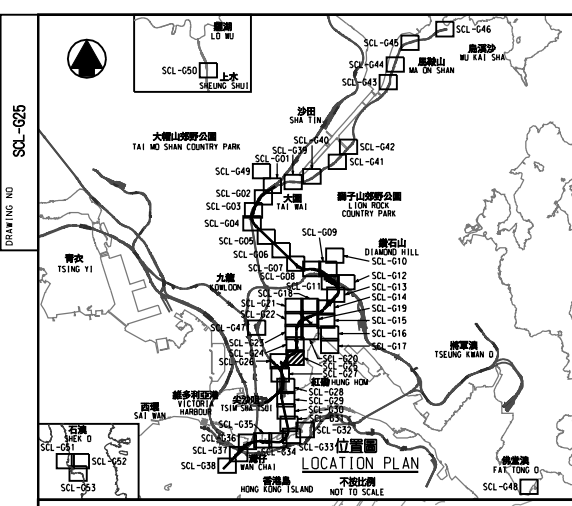 DRAWING NO
SCL-G25
羅湖
LO WU
SCL-G50
上水
SHEUNG SHUI
SCL-G46
SCL-G45
烏溪沙
WU KAI SHA
SCL-G44
馬鞍山
MA ON SHAN
SCL-G43
沙田
SHA TIN
大帽山郊野公園
TAI MO SHAN COUNTRY PARK
SCL-G40
SCL-G39
SCL-G42
SCL-G41
SCL-G01
SCL-G49
SCL-G02
SCL-G03
SCL-G04
大圍
TAI WAI
獅子山郊野公園
LION ROCK
COUNTRY PARK
SCL-G05
SCL-G06
SCL-G07
SCL-G08
SCL-G09
鑽石山
DIAMOND HILL
SCL-G10
SCL-G11
SCL-G12
SCL-G13
SCL-G14
SCL-G19
SCL-G15
SCL-G16
SCL-G17
青衣
TSING YI
九龍
KOWLOON
SCL-G18
SCL-G21
SCL-G22
SCL-G47
SCL-G23
SCL-G24
SCL-G26
SCL-G20
SCL-G27
將軍澳
TSEUNG KWAN O
紅磡
HUNG HOM
SCL-G28
SCL-G29
SCL-G30
SCL-G32
SCL-G33
SCL-G34
SCL-G35
SCL-G36
SCL-G37
SCL-G38
西環
SAI WAN
維多利亞港
VICTORIA
HARBOUR
尖沙咀
TSIM SHA TSUI
灣仔
WAN CHAI
香港島
HONG KONG ISLAND
石澳
SHEK O
SCL-G51
SCL-G52
SCL-G53
位置圖
LOCATION PLAN
不按比例
NOT TO SCALE
佛堂澳
FAT TONG O
SCL-G48